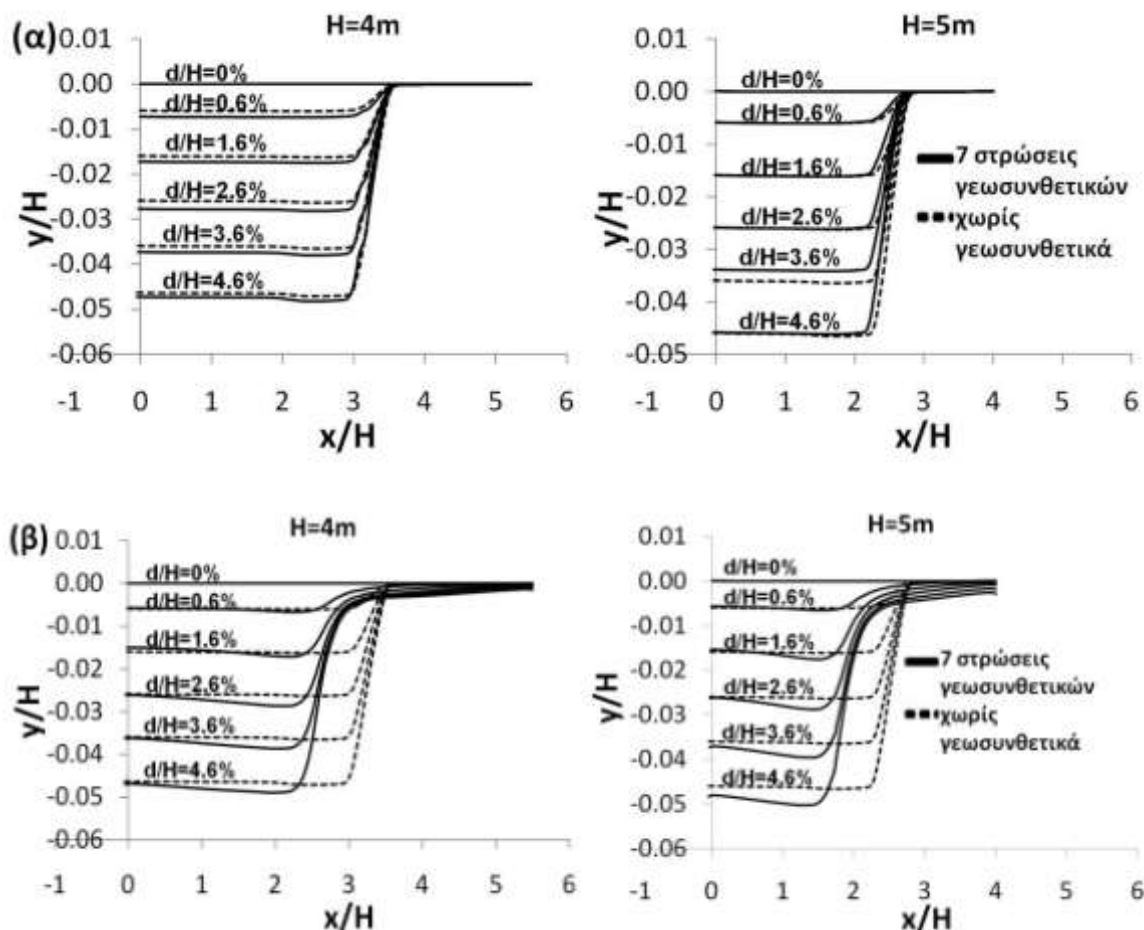 (α)
H=4m
0.01
0.00
-0.01
-0.02
-0.03
-0.04
-0.05
-0.06
y/H
d/H=0%
d/H=0.6%
d/H=1.6%
d/H=2.6%
d/H=3.6%
d/H=4.6%
-1 0 1 2 3 4 5 6
x/H
H=5m
0.01
0.00
-0.01
-0.02
-0.03
-0.04
-0.05
y/H
d/H=0%
d/H=0.6%
d/H=1.6%
d/H=2.6%
d/H=3.6%
d/H=4.6%
7 στρώσεις
γεωσυνθετικών
χωρίς
γεωσυνθετικά
-1 0 1 2 3 4 5 6
x/H
(β)
H=4m
0.01
0.00
-0.01
-0.02
-0.03
-0.04
-0.05
-0.06
y/H
d/H=0%
d/H=0.6%
d/H=1.6%
d/H=2.6%
d/H=3.6%
d/H=4.6%
-1 0 1 2 3 4 5 6
x/H
H=5m
0.01
0.00
-0.01
-0.02
-0.03
-0.04
-0.05
-0.06
y/H
d/H=0%
d/H=0.6%
d/H=1.6%
d/H=2.6%
d/H=3.6%
d/H=4.6%
7 στρώσεις
γεωσυνθετικών
χωρίς
γεωσυνθετικά
-1 0 1 2 3 4 5 6
x/H